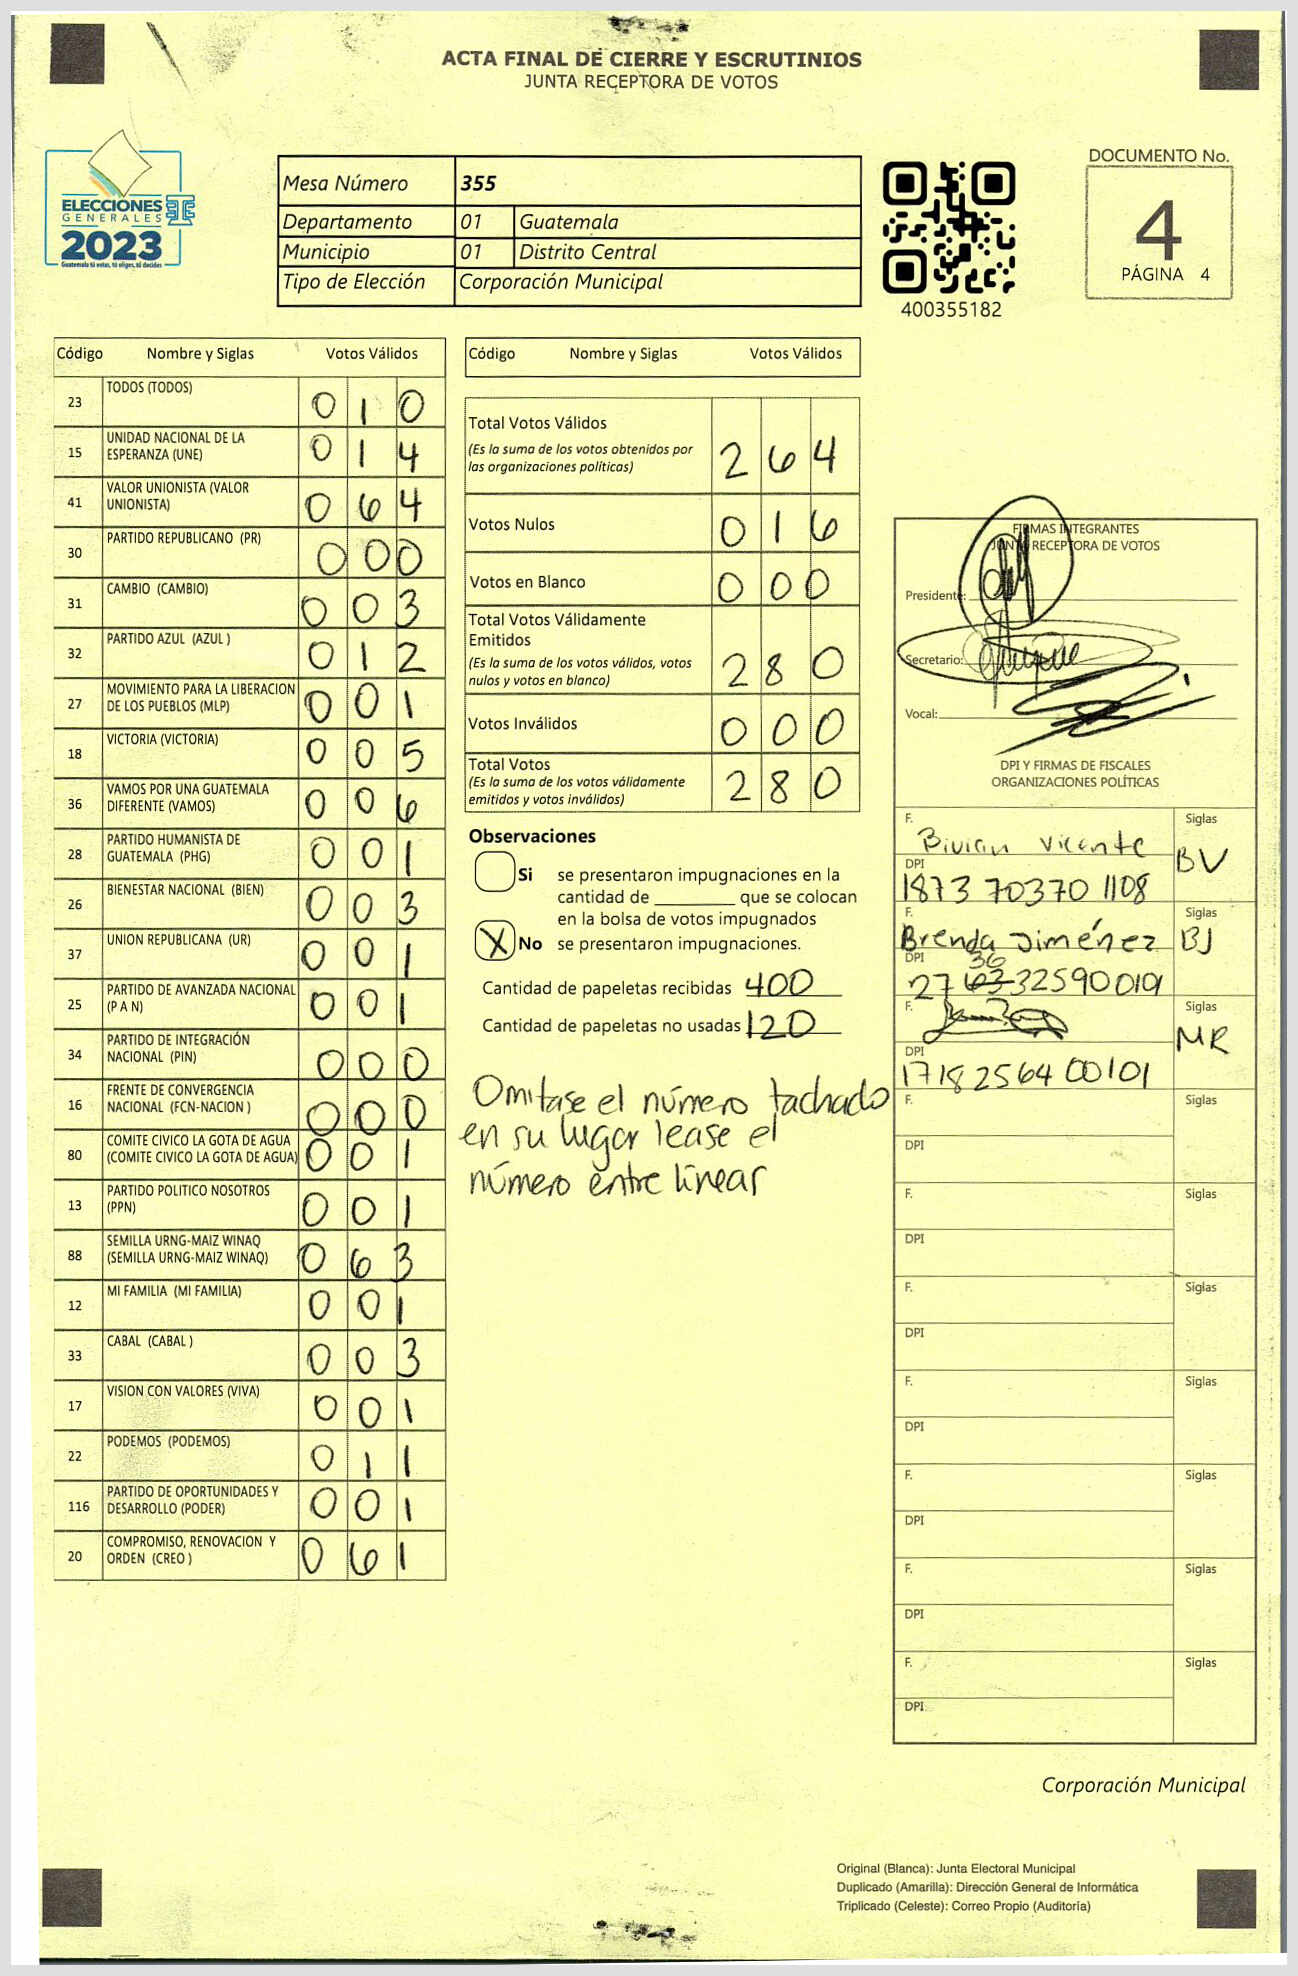 ACTA FINAL DE CIERRE Y ESCRUTINIOS
JUNTA RECEPTORA DE VOTOS
ELECCIONES
GENERALES
2023
Guatemala tú votas, tú eliges, tú decides
Mesa Número 355
Departamento 01 Guatemala
Municipio 01 Distrito Central
Tipo de Elección Corporación Municipal
400355182
DOCUMENTO No.
4
PÁGINA 4
Código Nombre y Siglas Votos Válidos
23 TODOS (TODOS) 0 1 0
15 UNIDAD NACIONAL DE LA ESPERANZA (UNE) 0 1 4
41 VALOR UNIONISTA (VALOR UNIONISTA) 0 6 4
30 PARTIDO REPUBLICANO (PR) 0 0 0
31 CAMBIO (CAMBIO) 0 0 3
32 PARTIDO AZUL (AZUL ) 0 1 2
27 MOVIMIENTO PARA LA LIBERACION DE LOS PUEBLOS (MLP) 0 0 1
18 VICTORIA (VICTORIA) 0 0 5
36 VAMOS POR UNA GUATEMALA DIFERENTE (VAMOS) 0 0 6
28 PARTIDO HUMANISTA DE GUATEMALA (PHG) 0 0 1
26 BIENESTAR NACIONAL (BIEN) 0 0 3
37 UNION REPUBLICANA (UR) 0 0 1
25 PARTIDO DE AVANZADA NACIONAL (P A N) 0 0 1
34 PARTIDO DE INTEGRACIÓN NACIONAL (PIN) 0 0 0
16 FRENTE DE CONVERGENCIA NACIONAL (FCN-NACION ) 0 0 0
80 COMITE CIVICO LA GOTA DE AGUA (COMITE CIVICO LA GOTA DE AGUA) 0 0 1
13 PARTIDO POLITICO NOSOTROS (PPN) 0 0 1
88 SEMILLA URNG-MAIZ WINAQ (SEMILLA URNG-MAIZ WINAQ) 0 6 3
12 MI FAMILIA (MI FAMILIA) 0 0 1
33 CABAL (CABAL ) 0 0 3
17 VISION CON VALORES (VIVA) 0 0 1
22 PODEMOS (PODEMOS) 0 1 1
116 PARTIDO DE OPORTUNIDADES Y DESARROLLO (PODER) 0 0 1
20 COMPROMISO, RENOVACION Y ORDEN (CREO ) 0 6 1
Código Nombre y Siglas Votos Válidos
Total Votos Válidos
(Es la suma de los votos obtenidos por
las organizaciones políticas) 2 6 4
Votos Nulos 0 1 6
Votos en Blanco 0 0 0
Total Votos Válidamente
Emitidos
(Es la suma de los votos válidos, votos
nulos y votos en blanco) 2 8 0
Votos Inválidos 0 0 0
Total Votos
(Es la suma de los votos válidamente
emitidos y votos inválidos) 2 8 0
Observaciones
Si se presentaron impugnaciones en la
cantidad de ________ que se colocan
en la bolsa de votos impugnados
X No se presentaron impugnaciones.
Cantidad de papeletas recibidas 400
Cantidad de papeletas no usadas 120
Omitase el número tachado
en su lugar lease el
número entre linear
FIRMAS INTEGRANTES
JUNTA RECEPTORA DE VOTOS
Presidente:
Secretario:
Vocal:
DPI Y FIRMAS DE FISCALES
ORGANIZACIONES POLÍTICAS
F. Bivian Vicente Siglas BV
DPI 1873 70370 1108
F. Brenda Jiménez Siglas BJ
36
DPI 27 63 32590019
F. Siglas MR
DPI 1718256400101
F. Siglas
DPI
F. Siglas
DPI
F. Siglas
DPI
F. Siglas
DPI
F. Siglas
DPI
F. Siglas
DPI
F. Siglas
DPI
Corporación Municipal
Original (Blanca): Junta Electoral Municipal
Duplicado (Amarilla): Dirección General de Informática
Triplicado (Celeste): Correo Propio (Auditoría)